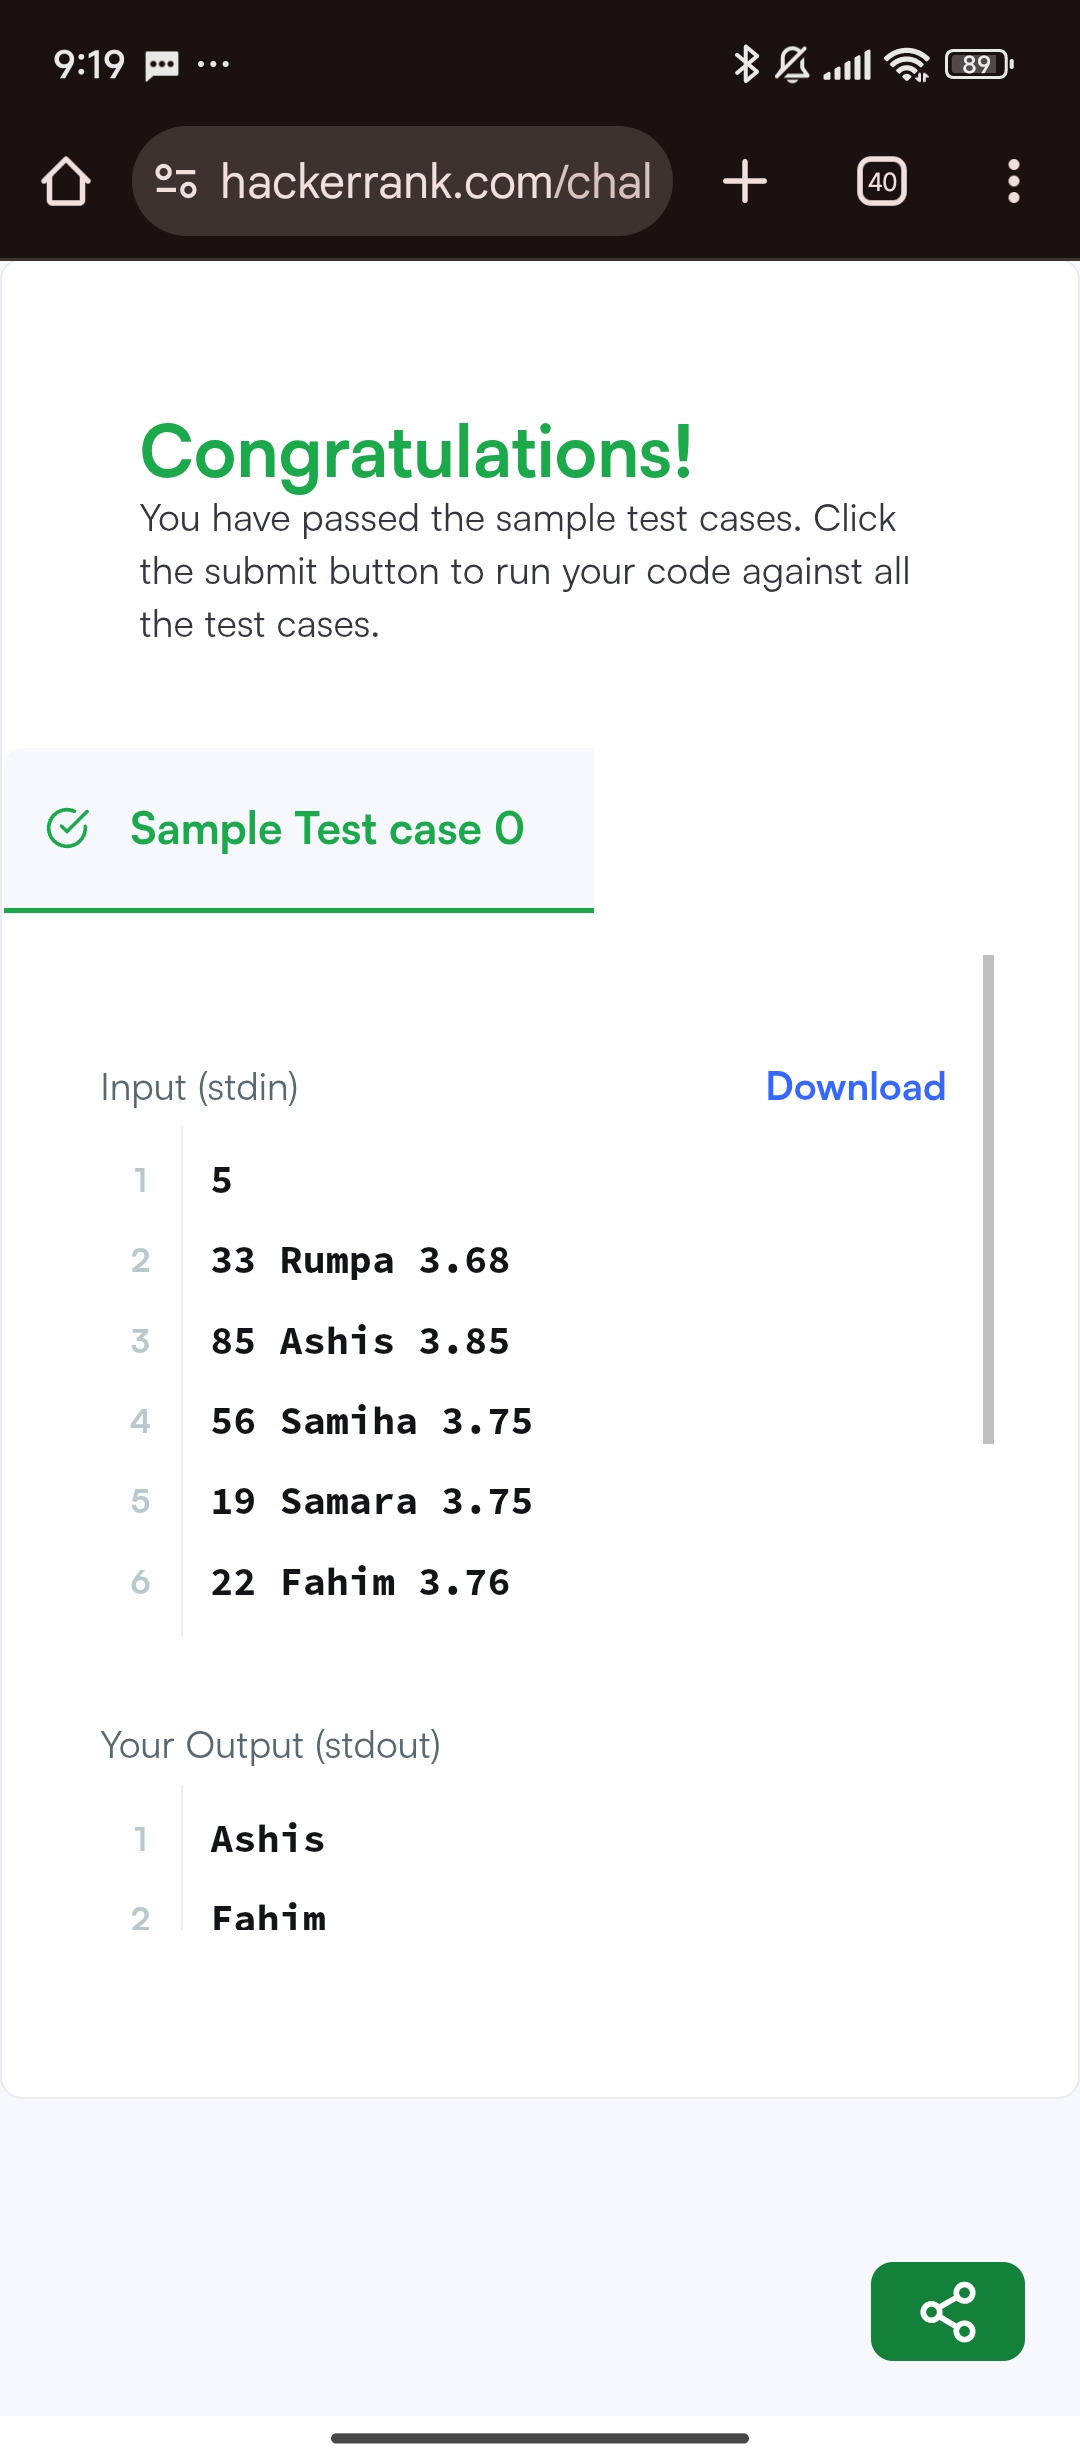 9:19 89
hackerrank.com/chal 40
Congratulations!
You have passed the sample test cases. Click
the submit button to run your code against all
the test cases.
Sample Test case 0
Input (stdin) Download
1 5
2 33 Rumpa 3.68
3 85 Ashis 3.85
4 56 Samiha 3.75
5 19 Samara 3.75
6 22 Fahim 3.76
Your Output (stdout)
1 Ashis
2 Fahim